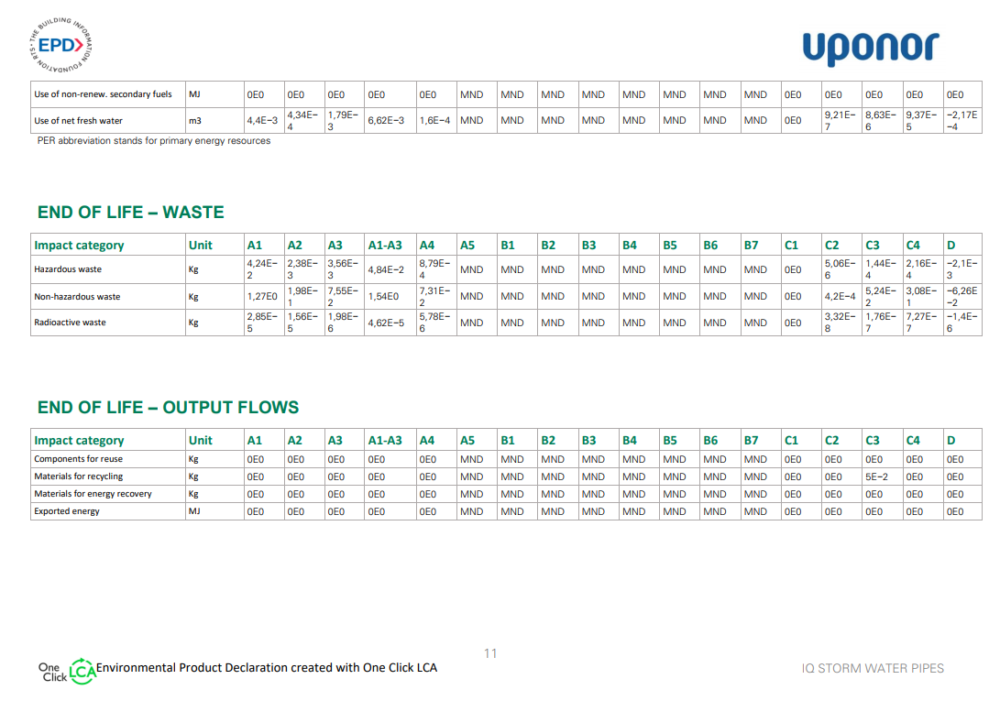 THE BUILDING INFORMATION FOUNDATION RTS
EPD
uponor
Use of non-renew. secondary fuels MJ 0E0 0E0 0E0 0E0 0E0 MND MND MND MND MND MND MND MND 0E0 0E0 0E0 0E0 0E0
Use of net fresh water m3 4,4E−3 4,34E−4 1,79E−3 6,62E−3 1,6E−4 MND MND MND MND MND MND MND MND 0E0 9,21E−7 8,63E−6 9,37E−5 −2,17E−4
PER abbreviation stands for primary energy resources
END OF LIFE – WASTE
Impact category Unit A1 A2 A3 A1-A3 A4 A5 B1 B2 B3 B4 B5 B6 B7 C1 C2 C3 C4 D
Hazardous waste Kg 4,24E−2 2,38E−3 3,56E−3 4,84E−2 8,79E−4 MND MND MND MND MND MND MND MND 0E0 5,06E−6 1,44E−4 2,16E−4 −2,1E−3
Non-hazardous waste Kg 1,27E0 1,98E−1 7,55E−2 1,54E0 7,31E−2 MND MND MND MND MND MND MND MND 0E0 4,2E−4 5,24E−2 3,08E−1 −6,26E−2
Radioactive waste Kg 2,85E−5 1,56E−5 1,98E−6 4,62E−5 5,78E−6 MND MND MND MND MND MND MND MND 0E0 3,32E−8 1,76E−7 7,27E−7 −1,4E−6
END OF LIFE – OUTPUT FLOWS
Impact category Unit A1 A2 A3 A1-A3 A4 A5 B1 B2 B3 B4 B5 B6 B7 C1 C2 C3 C4 D
Components for reuse Kg 0E0 0E0 0E0 0E0 0E0 MND MND MND MND MND MND MND MND 0E0 0E0 0E0 0E0 0E0
Materials for recycling Kg 0E0 0E0 0E0 0E0 0E0 MND MND MND MND MND MND MND MND 0E0 0E0 5E−2 0E0 0E0
Materials for energy recovery Kg 0E0 0E0 0E0 0E0 0E0 MND MND MND MND MND MND MND MND 0E0 0E0 0E0 0E0 0E0
Exported energy MJ 0E0 0E0 0E0 0E0 0E0 MND MND MND MND MND MND MND MND 0E0 0E0 0E0 0E0 0E0
11
One Click LCA Environmental Product Declaration created with One Click LCA
IQ STORM WATER PIPES